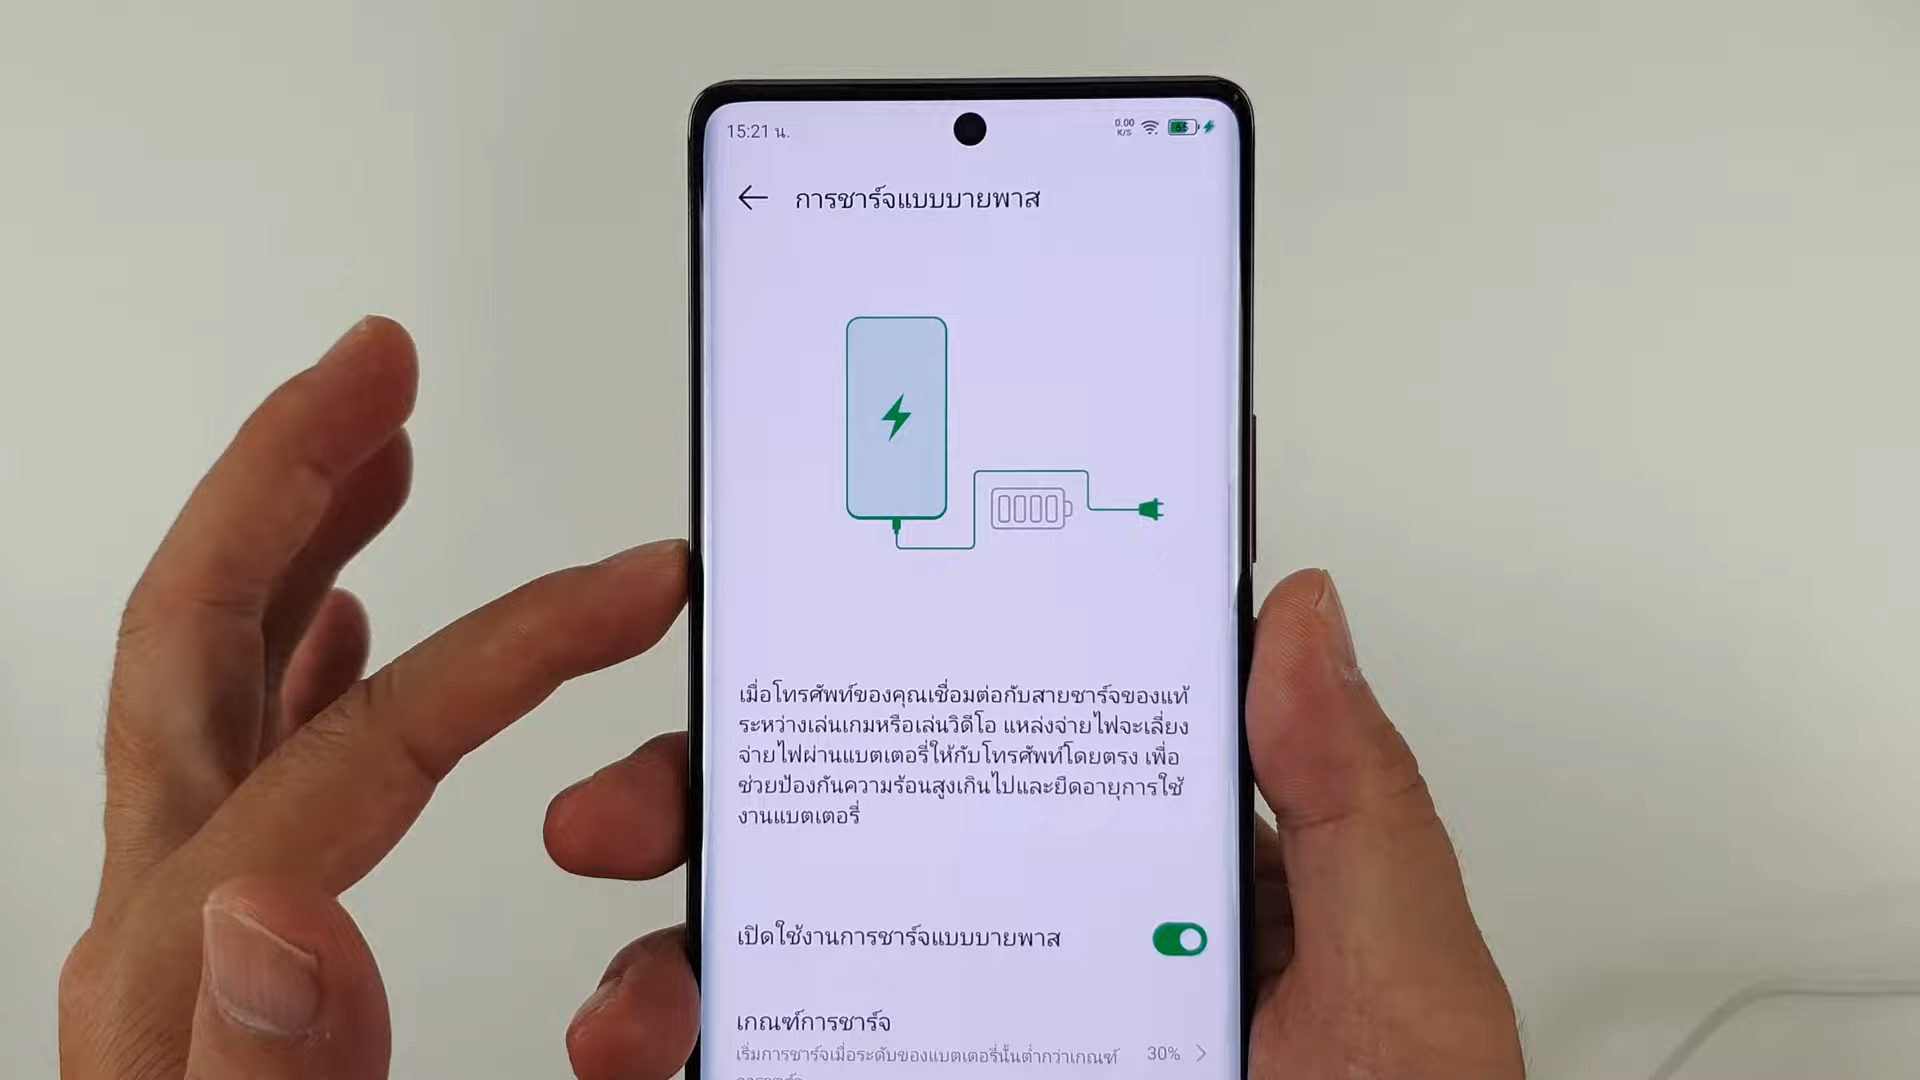 15:21 น.
0.00
K/S
65
การชาร์จแบบบายพาส
เมื่อโทรศัพท์ของคุณเชื่อมต่อกับสายชาร์จของแท้
ระหว่างเล่นเกมหรือเล่นวิดีโอ แหล่งจ่ายไฟจะเลี่ยง
จ่ายไฟผ่านแบตเตอรี่ให้กับโทรศัพท์โดยตรง เพื่อ
ช่วยป้องกันความร้อนสูงเกินไปและยืดอายุการใช้
งานแบตเตอรี่
เปิดใช้งานการชาร์จแบบบายพาส
เกณฑ์การชาร์จ
เริ่มการชาร์จเมื่อระดับของแบตเตอรี่นั้นต่ำกว่าเกณฑ์
30%